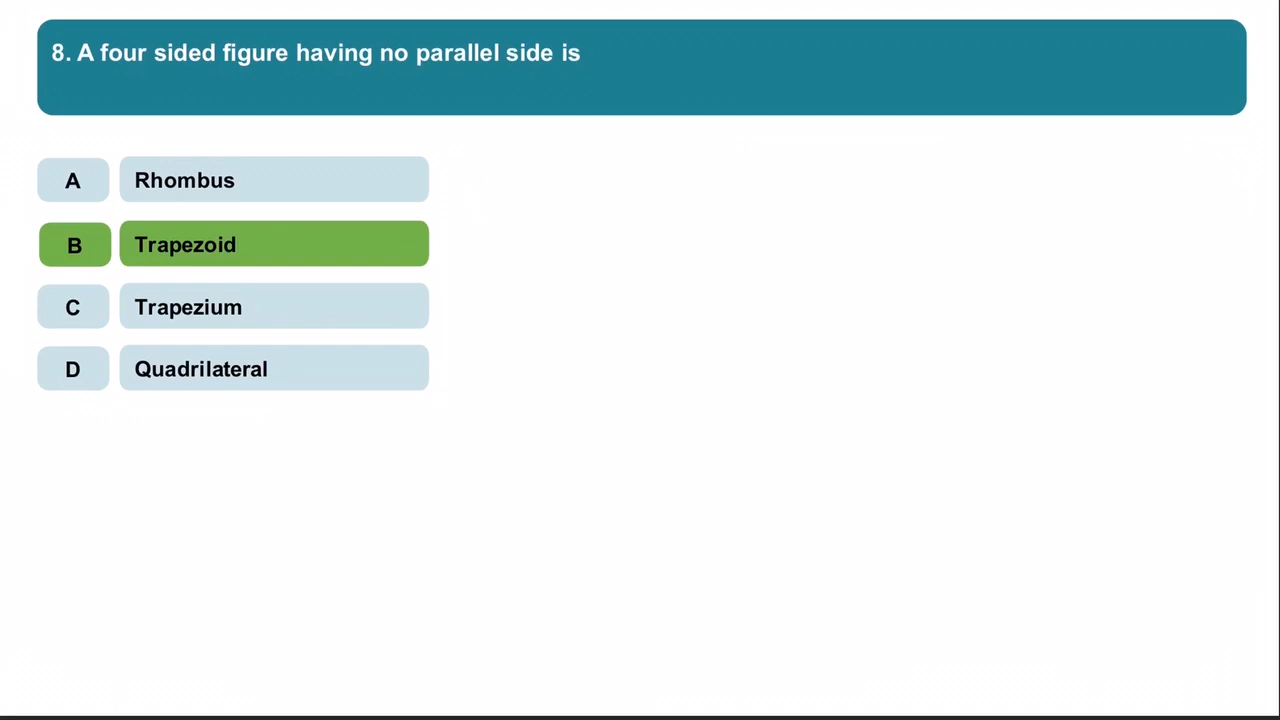 8. A four sided figure having no parallel side is
A Rhombus
B Trapezoid
C Trapezium
D Quadrilateral